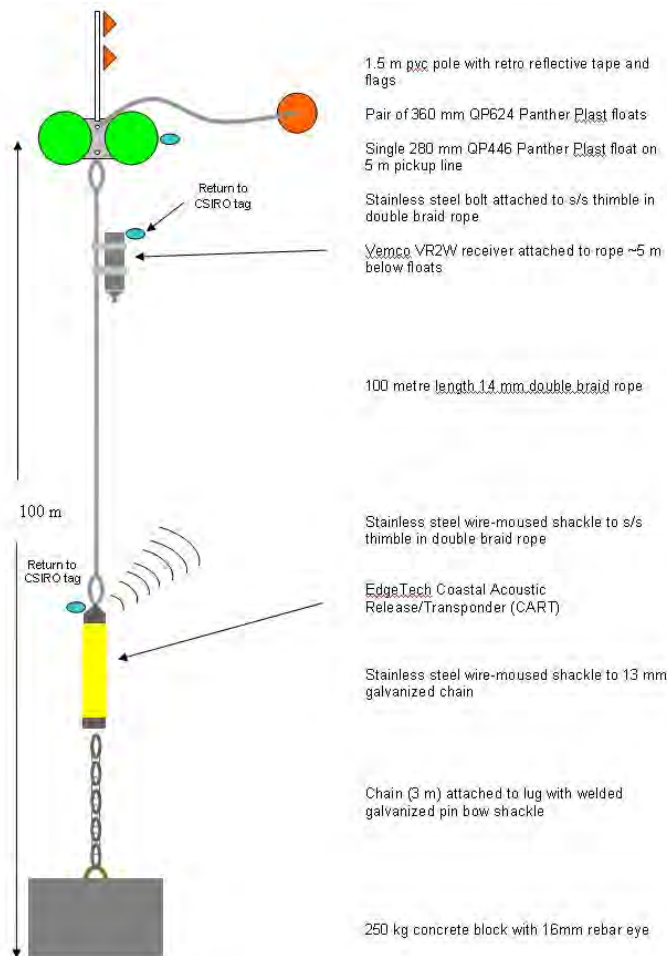 1.5 m pvc pole with retro reflective tape and
flags
Pair of 360 mm QP624 Panther Plast floats
Single 280 mm QP446 Panther Plast float on
5 m pickup line
Return to
CSIRO tag
Stainless steel bolt attached to s/s thimble in
double braid rope
Vemco VR2W receiver attached to rope ~5 m
below floats
100 metre length 14 mm double braid rope
100 m
Stainless steel wire-moused shackle to s/s
thimble in double braid rope
Return to
CSIRO tag
EdgeTech Coastal Acoustic
Release/Transponder (CART)
Stainless steel wire-moused shackle to 13 mm
galvanized chain
Chain (3 m) attached to lug with welded
galvanized pin bow shackle
250 kg concrete block with 16mm rebar eye